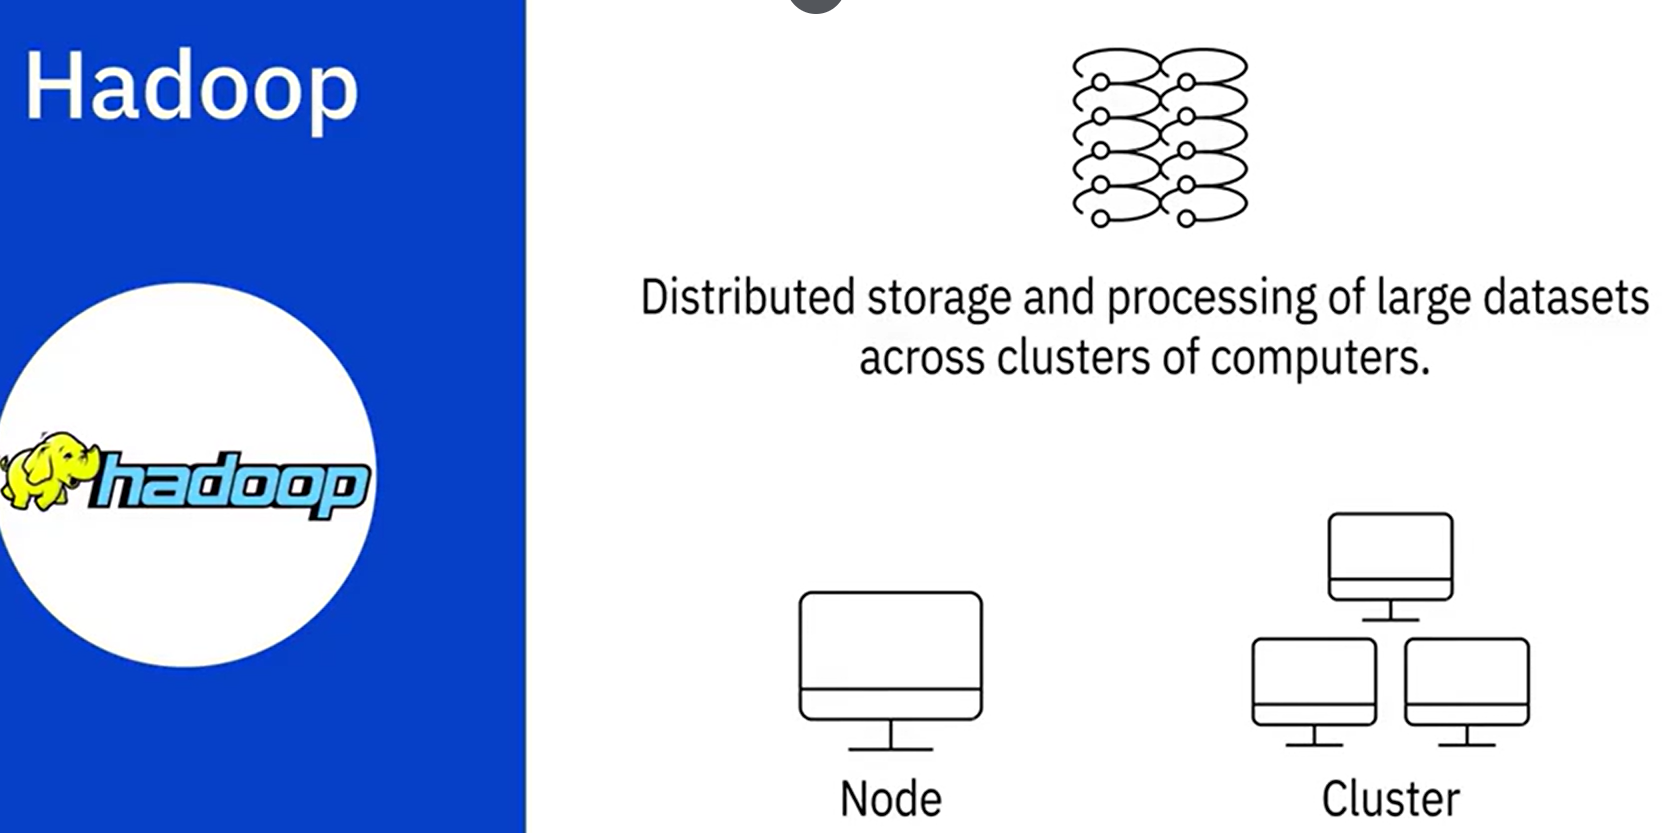 Hadoop
hadoop
Distributed storage and processing of large datasets
across clusters of computers.
Node
Cluster